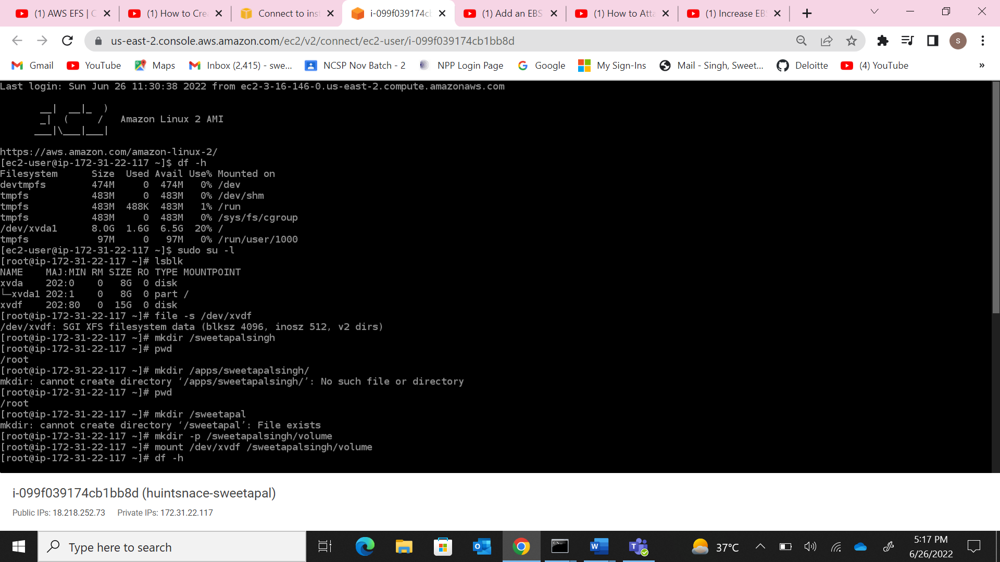 (1) AWS EFS | C
(1) How to Cre
Connect to ins
i-099f039174cb
(1) Add an EBS
(1) How to Atta
(1) Increase EBS
us-east-2.console.aws.amazon.com/ec2/v2/connect/ec2-user/i-099f039174cb1bb8d
S
Gmail
YouTube
Maps
Inbox (2,415) - swe...
NCSP Nov Batch - 2
NPP Login Page
Google
My Sign-Ins
Mail - Singh, Sweet...
Deloitte
(4) YouTube
»
Last login: Sun Jun 26 11:30:38 2022 from ec2-3-16-146-0.us-east-2.compute.amazonaws.com
       __|  __|_  )
       _|  (     /   Amazon Linux 2 AMI
      ___|\___|___|
https://aws.amazon.com/amazon-linux-2/
[ec2-user@ip-172-31-22-117 ~]$ df -h
Filesystem      Size  Used Avail Use% Mounted on
devtmpfs        474M     0  474M   0% /dev
tmpfs           483M     0  483M   0% /dev/shm
tmpfs           483M  488K  483M   1% /run
tmpfs           483M     0  483M   0% /sys/fs/cgroup
/dev/xvda1      8.0G  1.6G  6.5G  20% /
tmpfs            97M     0   97M   0% /run/user/1000
[ec2-user@ip-172-31-22-117 ~]$ sudo su -l
[root@ip-172-31-22-117 ~]# lsblk
NAME    MAJ:MIN RM SIZE RO TYPE MOUNTPOINT
xvda    202:0    0   8G  0 disk
└─xvda1 202:1    0   8G  0 part /
xvdf    202:80   0  15G  0 disk
[root@ip-172-31-22-117 ~]# file -s /dev/xvdf
/dev/xvdf: SGI XFS filesystem data (blksz 4096, inosz 512, v2 dirs)
[root@ip-172-31-22-117 ~]# mkdir /sweetapalsingh
[root@ip-172-31-22-117 ~]# pwd
/root
[root@ip-172-31-22-117 ~]# mkdir /apps/sweetapalsingh/
mkdir: cannot create directory ‘/apps/sweetapalsingh/’: No such file or directory
[root@ip-172-31-22-117 ~]# pwd
/root
[root@ip-172-31-22-117 ~]# mkdir /sweetapal
mkdir: cannot create directory ‘/sweetapal’: File exists
[root@ip-172-31-22-117 ~]# mkdir -p /sweetapalsingh/volume
[root@ip-172-31-22-117 ~]# mount /dev/xvdf /sweetapalsingh/volume
[root@ip-172-31-22-117 ~]# df -h
i-099f039174cb1bb8d (huintsnace-sweetapal)
Public IPs: 18.218.252.73 Private IPs: 172.31.22.117
Type here to search
37°C
5:17 PM
6/26/2022